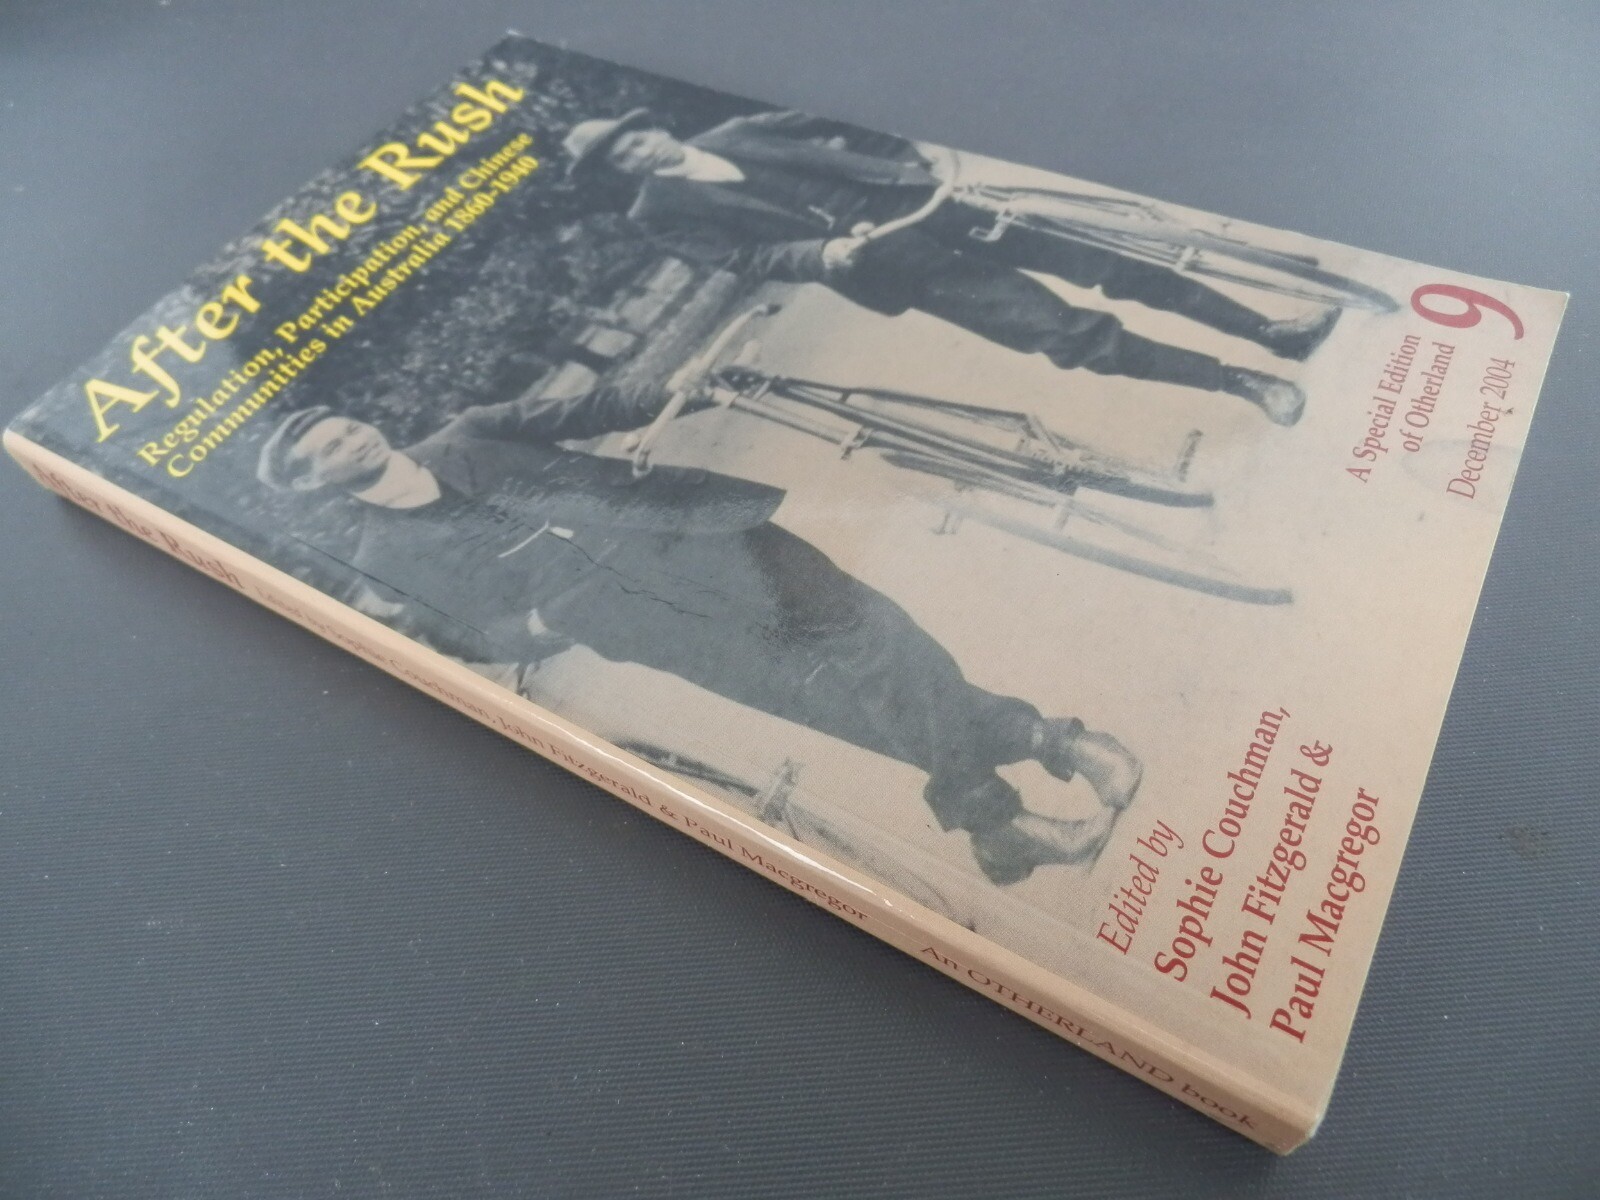 After the Rush
Regulation, Participation, and Chinese
Communities in Australia 1860-1940
A Special Edition
of Otherland
9
December 2004
Edited by
Sophie Couchman,
John Fitzgerald &
Paul Macgregor
After the Rush Edited by Sophie Couchman, John Fitzgerald & Paul Macgregor An OTHERLAND book